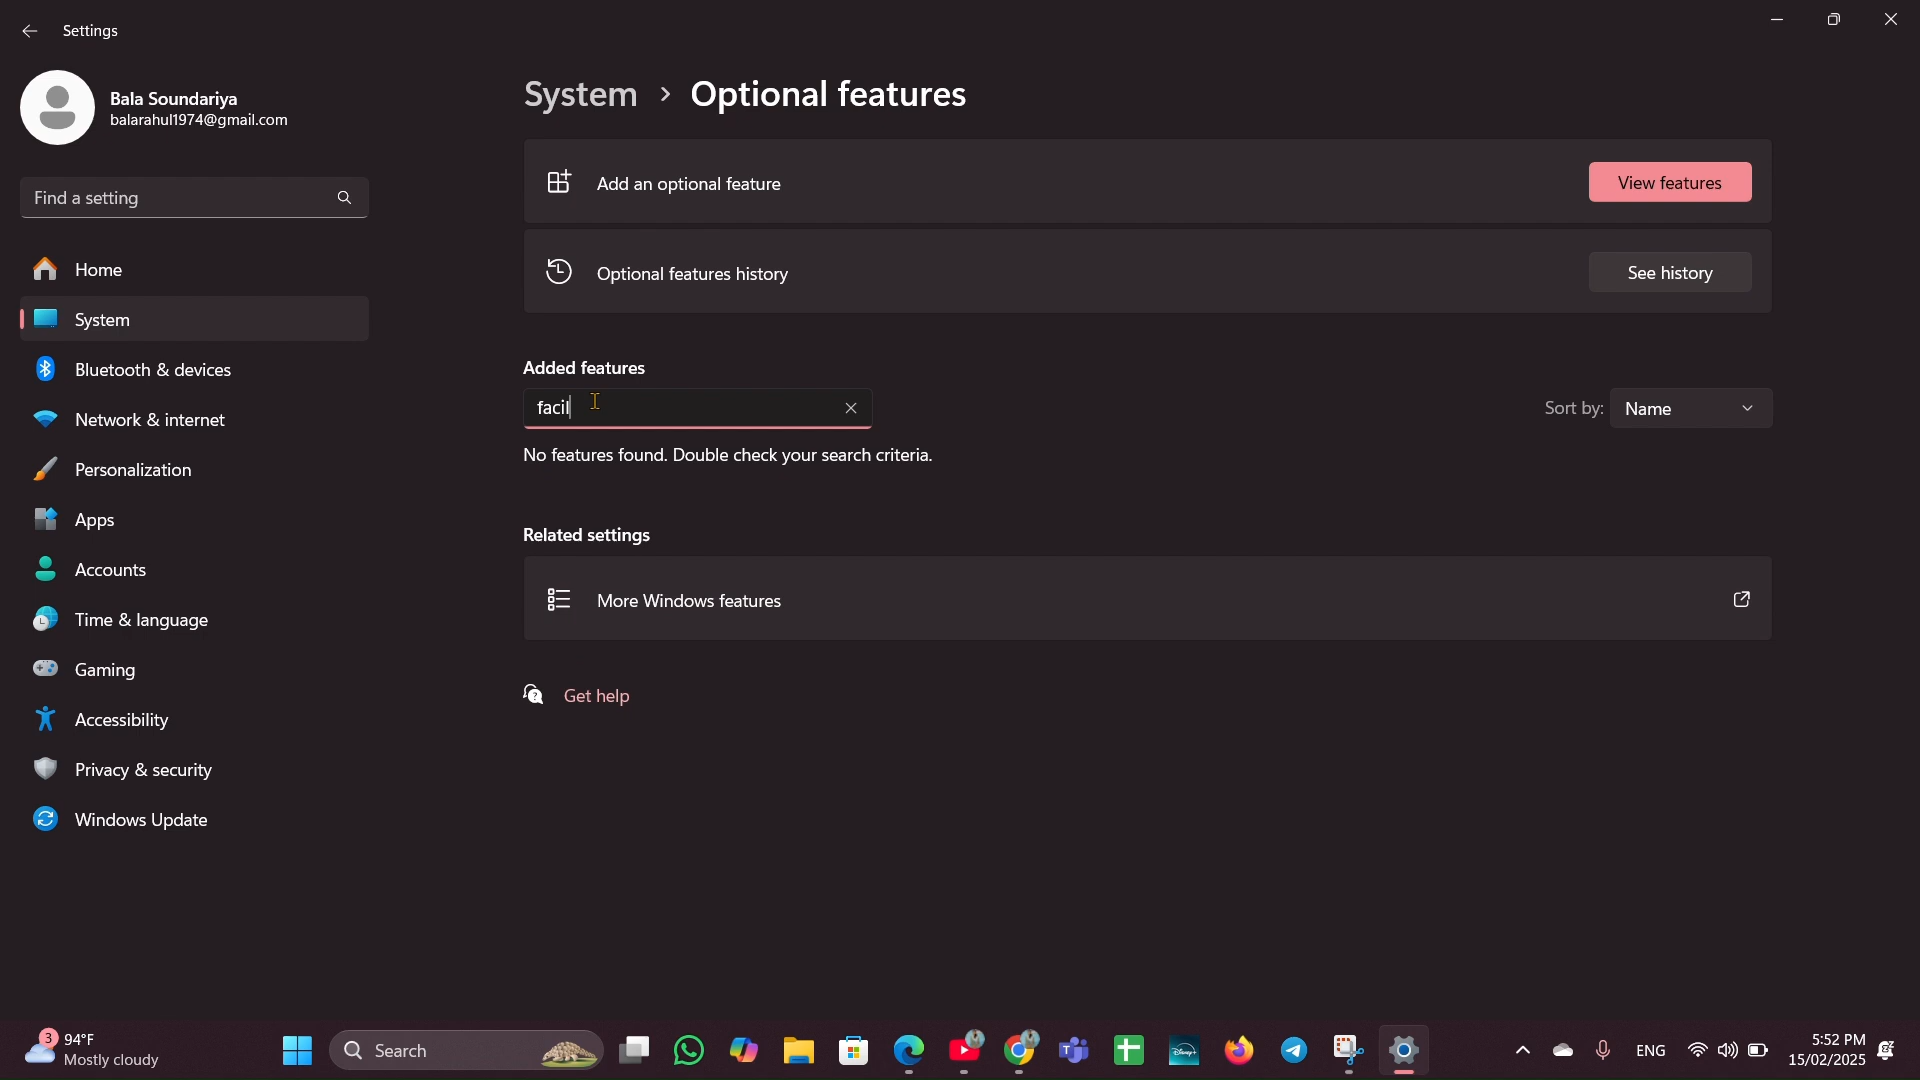 Settings
Bala Soundariya
balarahul1974@gmail.com
Find a setting
Home
System
Bluetooth & devices
Network & internet
Personalization
Apps
Accounts
Time & language
Gaming
Accessibility
Privacy & security
Windows Update
System > Optional features
Add an optional feature
View features
Optional features history
See history
Added features
facil
Sort by: Name
No features found. Double check your search criteria.
Related settings
More Windows features
Get help
3
94°F
Mostly cloudy
Search
Disney+
ENG
5:52 PM
15/02/2025